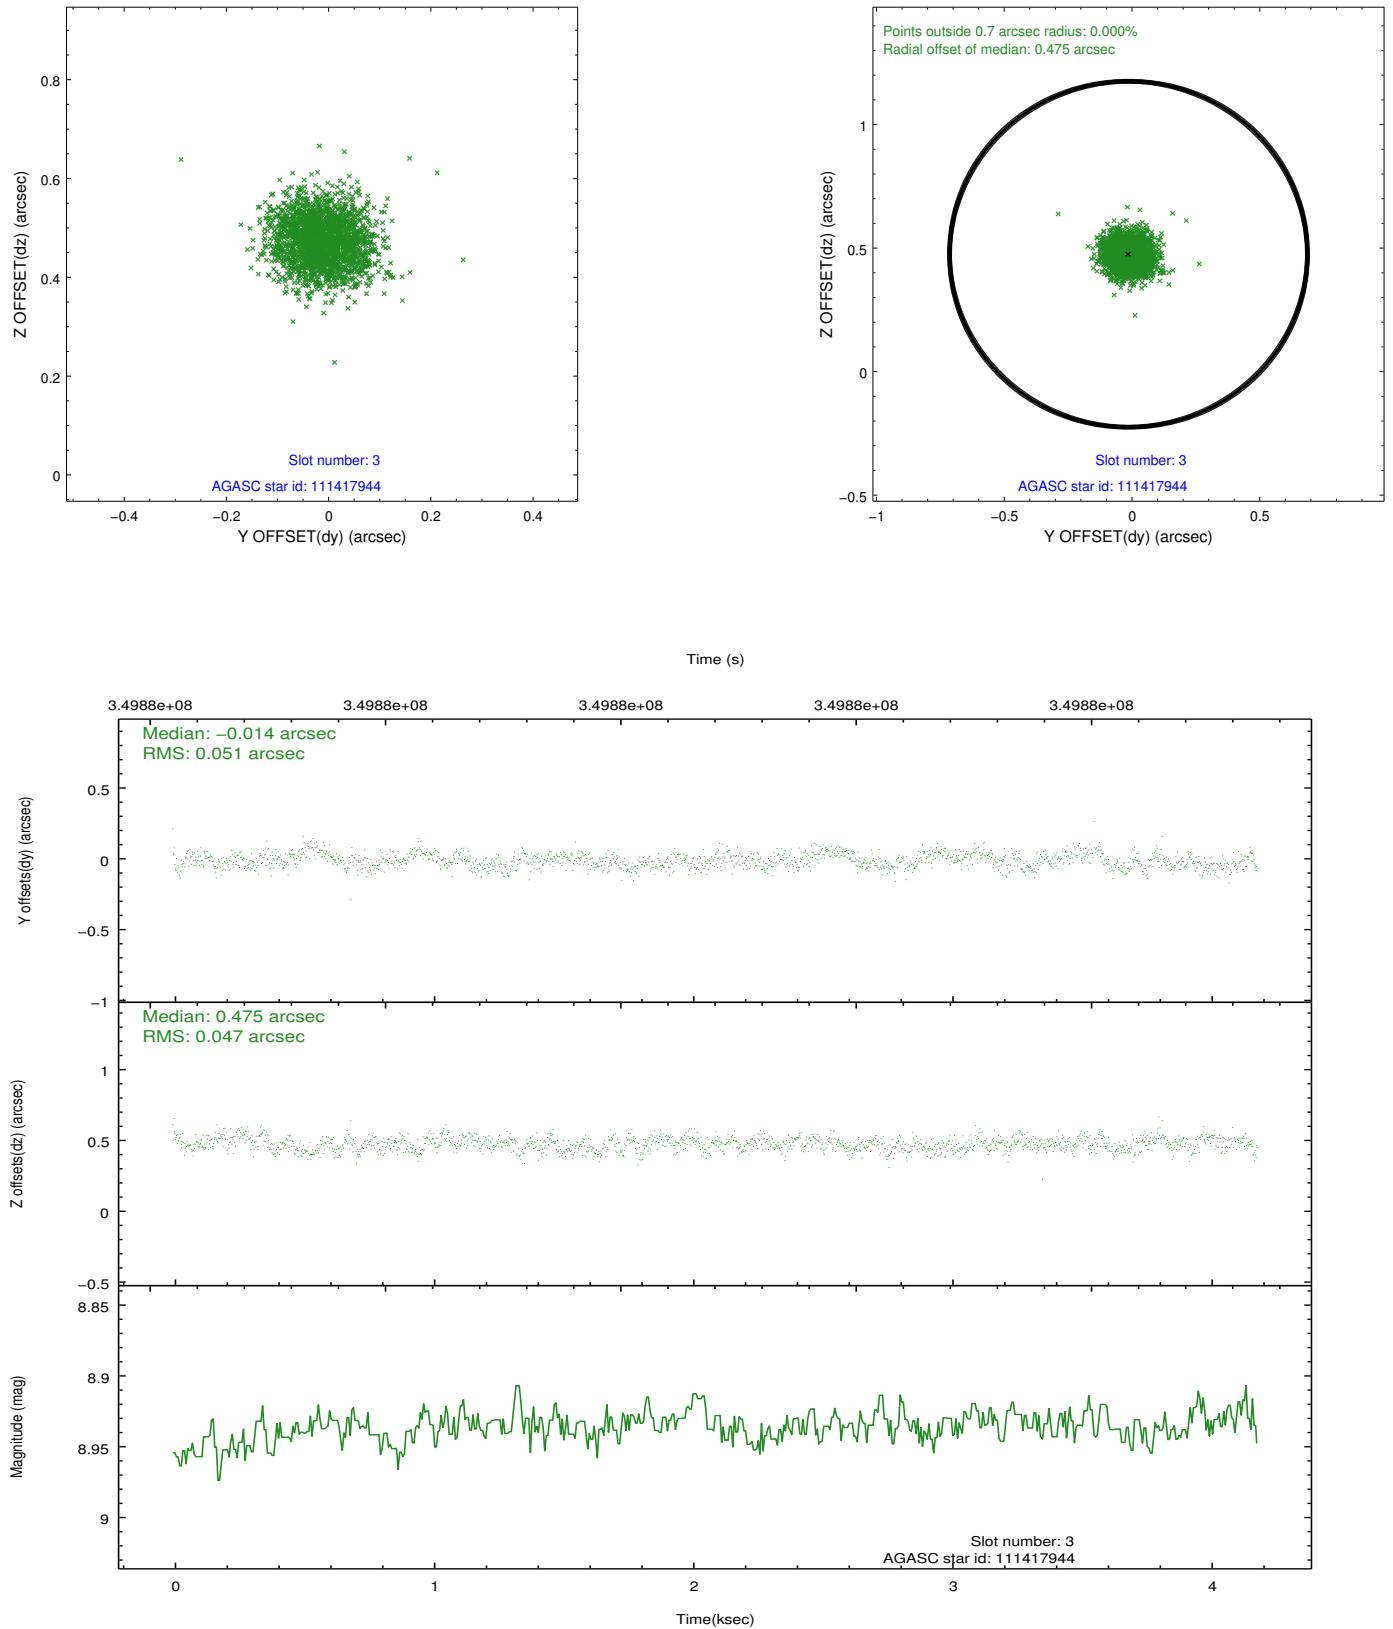 0.8
0.6
0.4
0.2
0
Z OFFSET(dz) (arcsec)
Slot number: 3
AGASC star id: 111417944
−0.4 −0.2 0 0.2 0.4
Y OFFSET(dy) (arcsec)
Points outside 0.7 arcsec radius: 0.000%
Radial offset of median: 0.475 arcsec
1
0.5
0
−0.5
Z OFFSET(dz) (arcsec)
Slot number: 3
AGASC star id: 111417944
−1 −0.5 0 0.5
Y OFFSET(dy) (arcsec)
Time (s)
3.4988e+08 3.4988e+08 3.4988e+08 3.4988e+08 3.4988e+08
Median: −0.014 arcsec
RMS: 0.051 arcsec
0.5
0
−0.5
−1
Y offsets(dy) (arcsec)
Median: 0.475 arcsec
RMS: 0.047 arcsec
1
0.5
0
−0.5
Z offsets(dz) (arcsec)
8.85
8.9
8.95
9
Magnitude (mag)
Slot number: 3
AGASC star id: 111417944
0 1 2 3 4
Time(ksec)